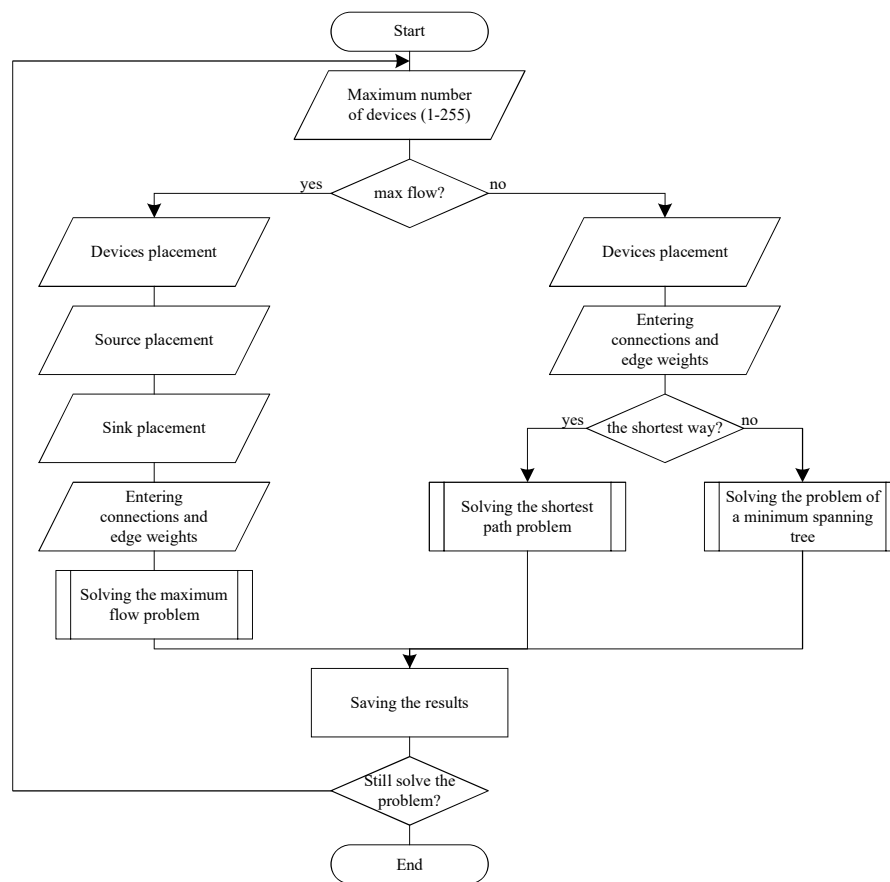 Start
Maximum number
of devices (1-255)
yes
max flow?
no
Devices placement
Devices placement
Source placement
Entering
connections and
edge weights
Sink placement
yes
the shortest way?
no
Entering
connections and
edge weights
Solving the shortest
path problem
Solving the problem of
a minimum spanning
tree
Solving the maximum
flow problem
Saving the results
Still solve the
problem?
End